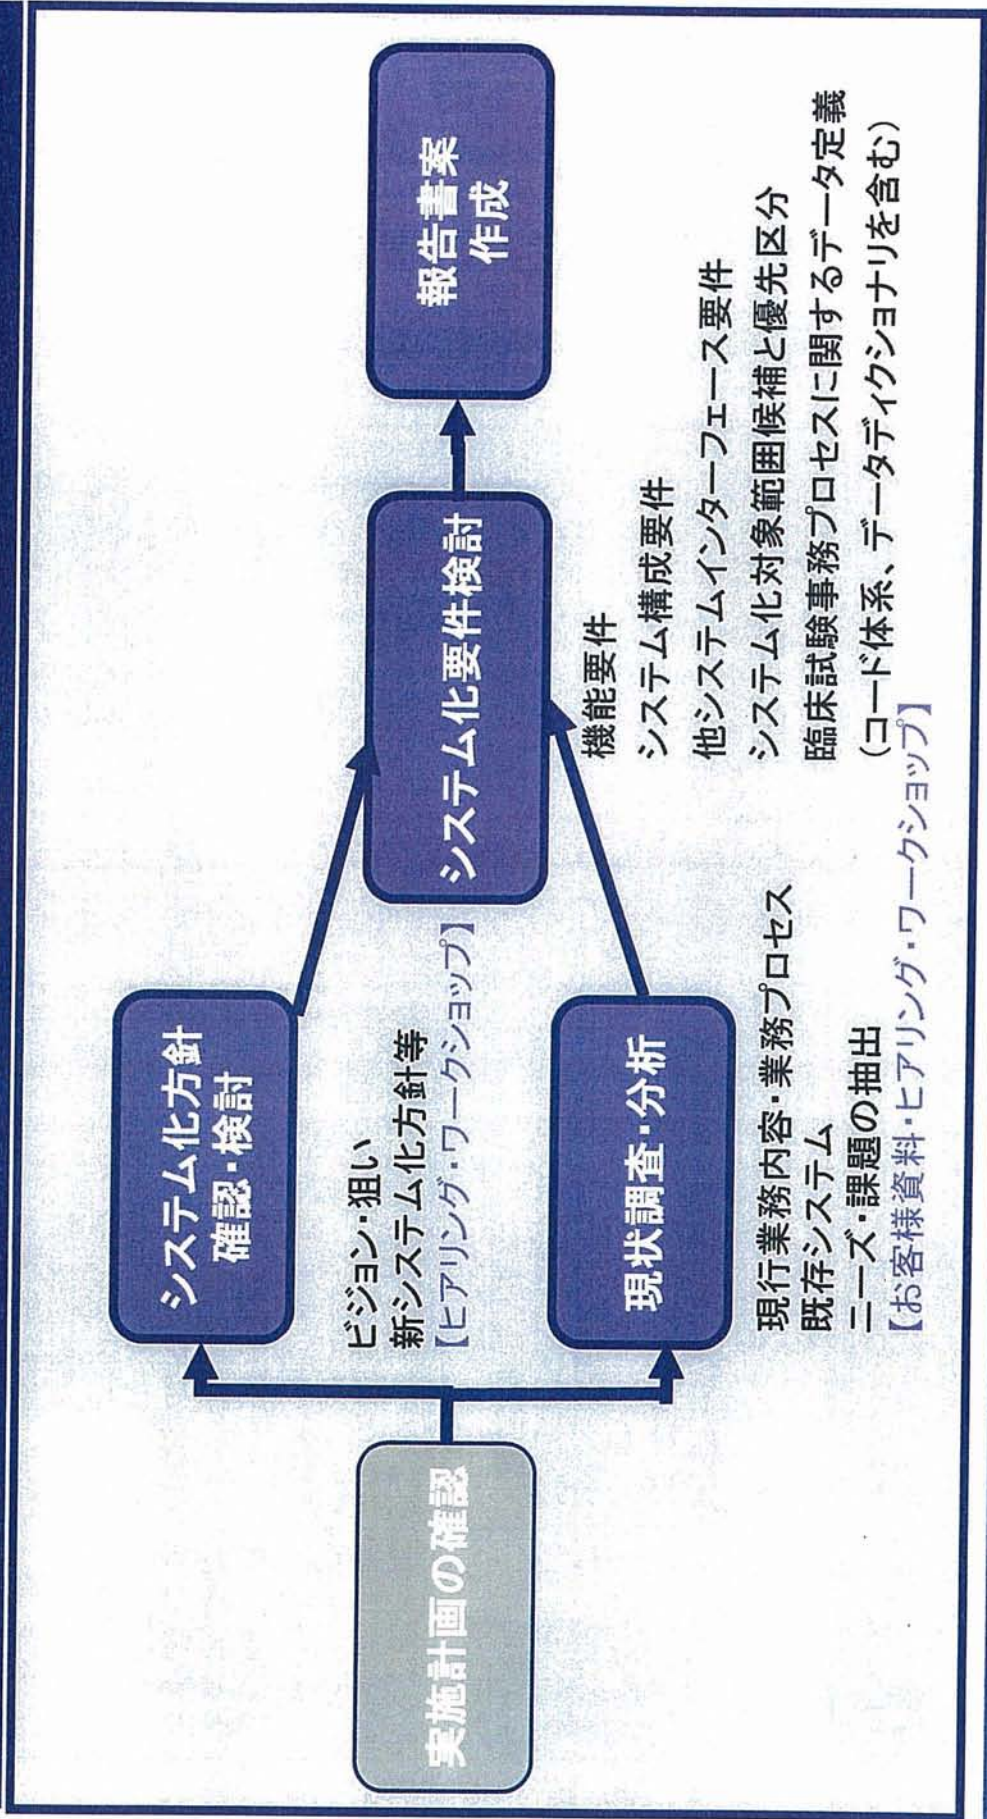 実施計画の確認
システム化方針
確認・検討
ビジョン・狙い
新システム化方針等
【ヒアリング・ワークショップ】
現状調査・分析
現行業務内容・業務プロセス
既存システム
ニーズ・課題の抽出
【お客様資料・ヒアリング・ワークショップ】
システム化要件検討
機能要件
システム構成要件
他システムインターフェース要件
システム化対象範囲候補と優先区分
臨床試験事務プロセスに関するデータ定義
(コード体系、データディクショナリを含む)
報告書案
作成